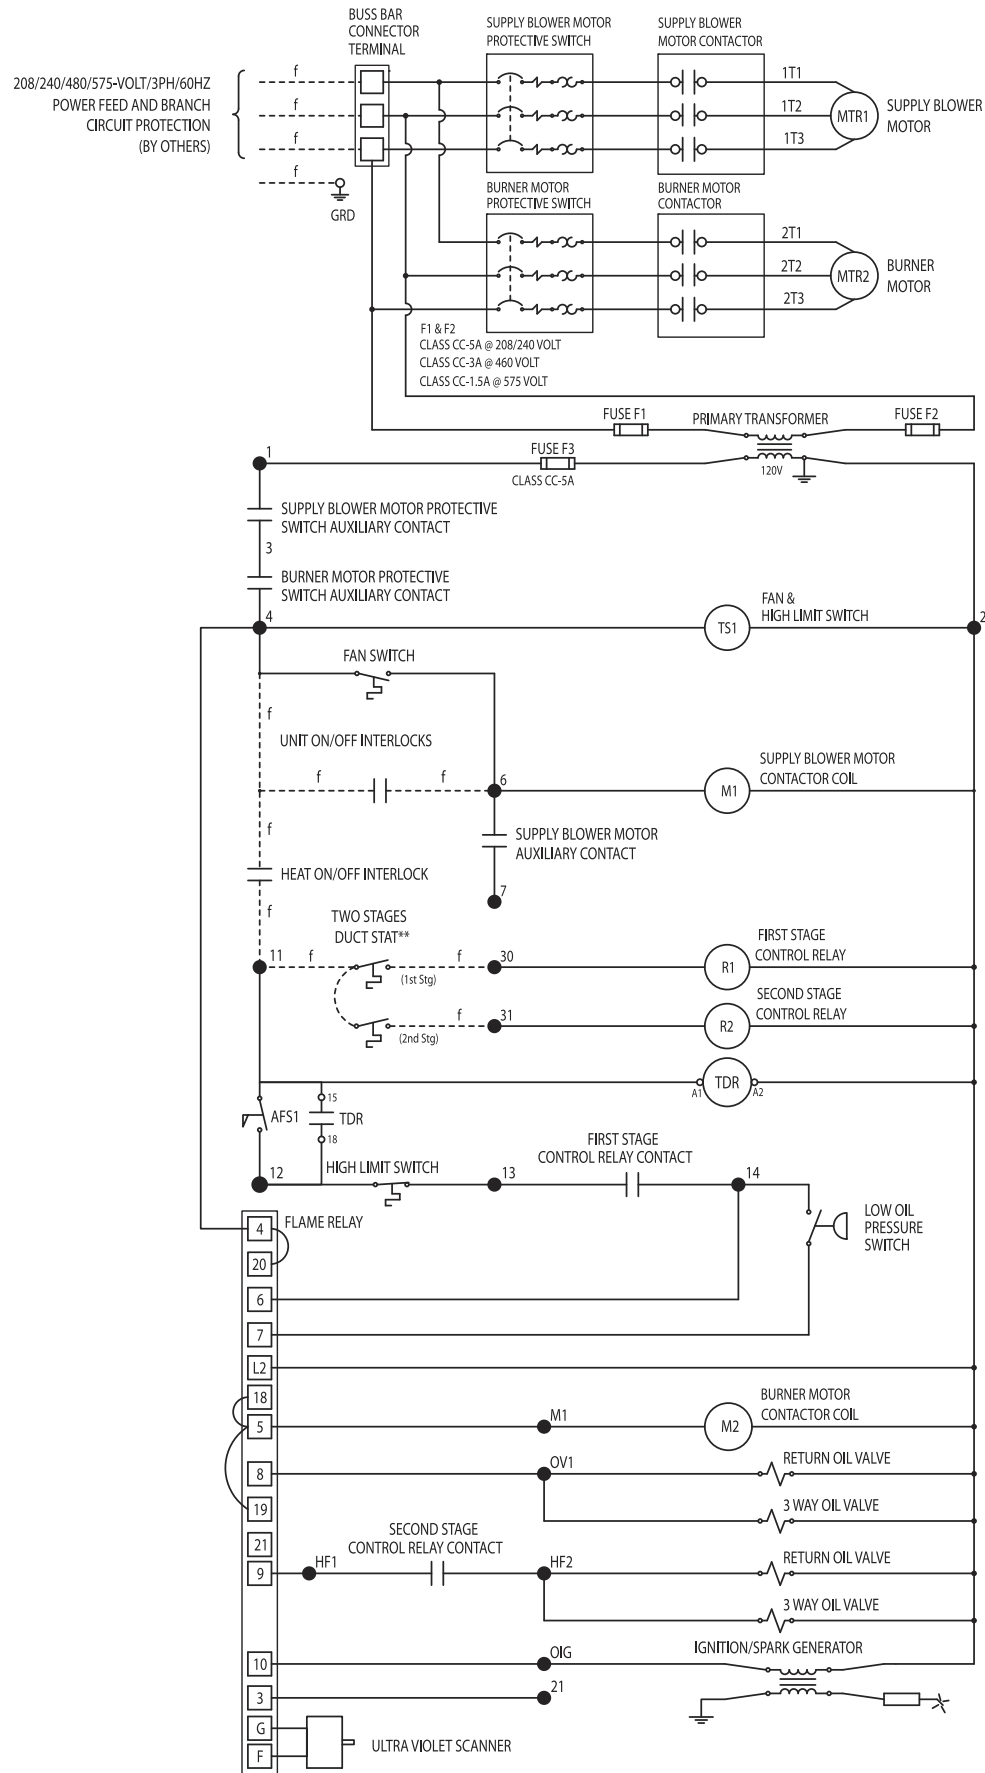 BUSS BAR
CONNECTOR
TERMINAL
SUPPLY BLOWER MOTOR
PROTECTIVE SWITCH
SUPPLY BLOWER
MOTOR CONTACTOR
208/240/480/575-VOLT/3PH/60HZ
POWER FEED AND BRANCH
CIRCUIT PROTECTION
(BY OTHERS)
f
f
f
f
GRD
1T1
1T2
1T3
MTR1
SUPPLY BLOWER
MOTOR
BURNER MOTOR
PROTECTIVE SWITCH
BURNER MOTOR
CONTACTOR
2T1
2T2
2T3
MTR2
BURNER
MOTOR
F1 & F2
CLASS CC-5A @ 208/240 VOLT
CLASS CC-3A @ 460 VOLT
CLASS CC-1.5A @ 575 VOLT
FUSE F1
PRIMARY TRANSFORMER
FUSE F2
1
FUSE F3
CLASS CC-5A
120V
SUPPLY BLOWER MOTOR PROTECTIVE
SWITCH AUXILIARY CONTACT
3
BURNER MOTOR PROTECTIVE
SWITCH AUXILIARY CONTACT
4
TS1
FAN &
HIGH LIMIT SWITCH
2
FAN SWITCH
f
UNIT ON/OFF INTERLOCKS
f
f
6
M1
SUPPLY BLOWER MOTOR
CONTACTOR COIL
f
SUPPLY BLOWER MOTOR
AUXILIARY CONTACT
HEAT ON/OFF INTERLOCK
7
f
TWO STAGES
DUCT STAT**
11
f
(1st Stg)
f
30
R1
FIRST STAGE
CONTROL RELAY
(2nd Stg)
f
31
R2
SECOND STAGE
CONTROL RELAY
A1
TDR
A2
AFS1
15
TDR
18
12
HIGH LIMIT SWITCH
13
FIRST STAGE
CONTROL RELAY CONTACT
14
LOW OIL
PRESSURE
SWITCH
4
FLAME RELAY
20
6
7
L2
18
5
M1
M2
BURNER MOTOR
CONTACTOR COIL
8
OV1
RETURN OIL VALVE
19
3 WAY OIL VALVE
21
SECOND STAGE
CONTROL RELAY CONTACT
9
HF1
HF2
RETURN OIL VALVE
3 WAY OIL VALVE
10
OIG
IGNITION/SPARK GENERATOR
3
21
G
F
ULTRA VIOLET SCANNER